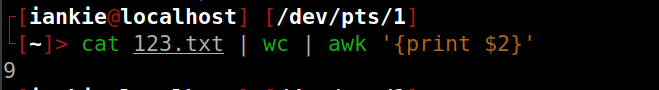 [iankie@localhost] [/dev/pts/1]
[~]> cat 123.txt | wc | awk '{print $2}'
9